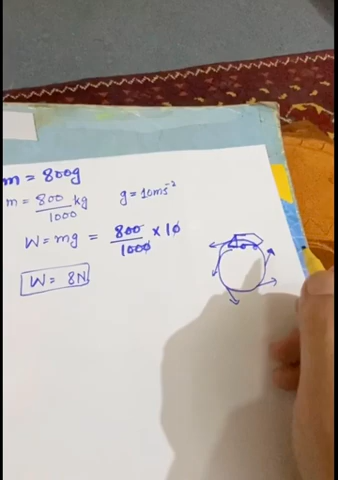 m = 800g
m = 800/1000 kg g = 10ms⁻²
W = mg = 800/1000 × 10
W = 8N